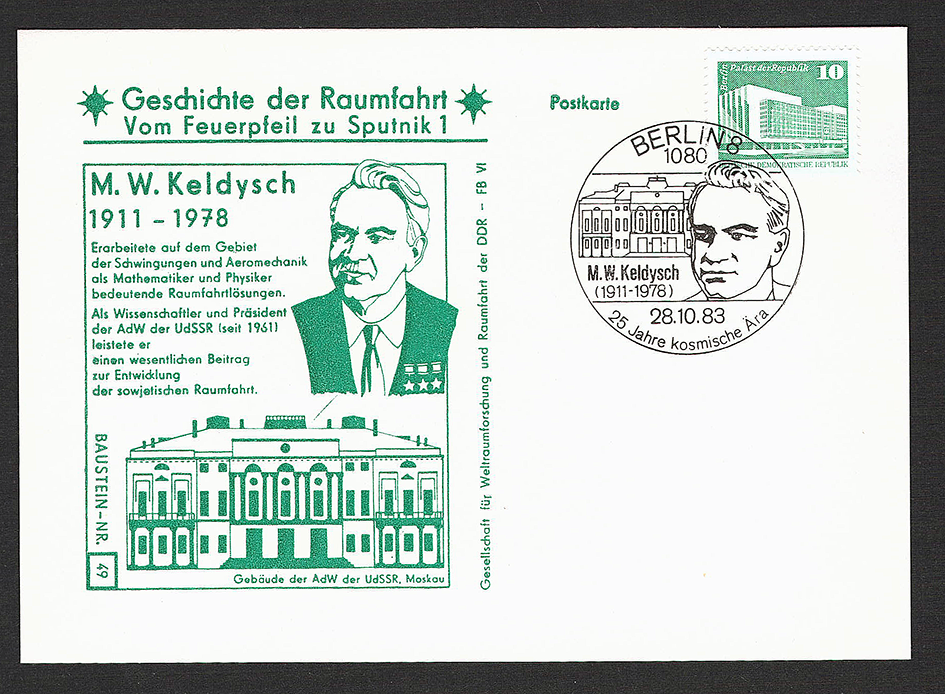 Geschichte der Raumfahrt
Vom Feuerpfeil zu Sputnik 1
M. W. Keldysch
1911 - 1978
Erarbeitete auf dem Gebiet
der Schwingungen und Aeromechanik
als Mathematiker und Physiker
bedeutende Raumfahrtlösungen.
Als Wissenschaftler und Präsident
der AdW der UdSSR (seit 1961)
leistete er
einen wesentlichen Beitrag
zur Entwicklung
der sowjetischen Raumfahrt.
BAUSTEIN-NR.
49
Gebäude der AdW der UdSSR, Moskau
Gesellschaft für Weltraumforschung und Raumfahrt der DDR - FB VI
Postkarte
Berlin Palast der Republik 10
DEMOKRATISCHE REPUBLIK
BERLIN 8
1080
M.W. Keldysch
(1911-1978)
28.10.83
25 Jahre kosmische Ära